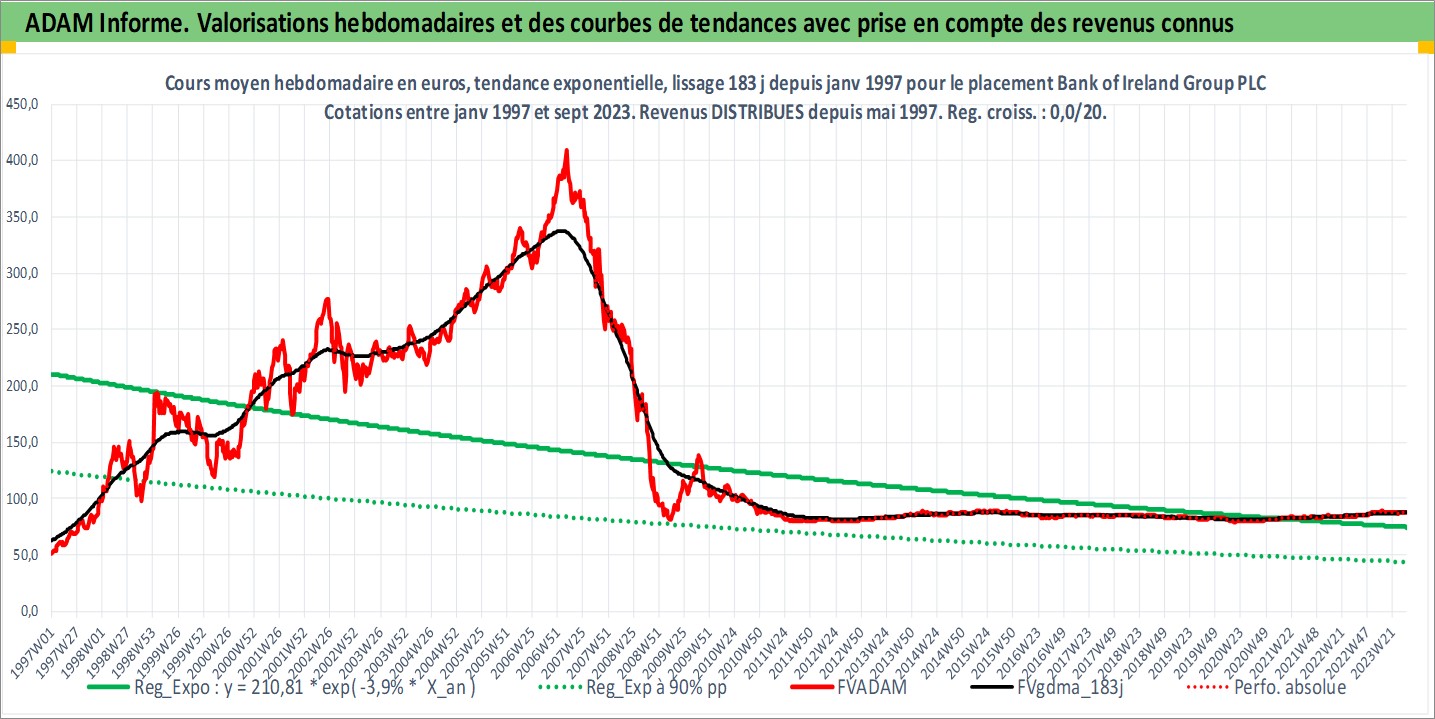 ADAM Informe. Valorisations hebdomadaires et des courbes de tendances avec prise en compte des revenus connus
Cours moyen hebdomadaire en euros, tendance exponentielle, lissage 183 j depuis janv 1997 pour le placement Bank of Ireland Group PLC
Cotations entre janv 1997 et sept 2023. Revenus DISTRIBUES depuis mai 1997. Reg. croiss. : 0,0/20.
450,0
400,0
350,0
300,0
250,0
200,0
150,0
100,0
50,0
0,0
1997W01 1997W27 1998W01 1998W27 1998W53 1999W26 1999W52 2000W26 2000W52 2001W26 2001W52 2002W26 2002W52 2003W26 2003W52 2004W26 2004W52 2005W25 2005W51 2006W25 2006W51 2007W25 2007W51 2008W25 2008W51 2009W25 2009W51 2010W24 2010W50 2011W24 2011W50 2012W24 2012W50 2013W24 2013W50 2014W24 2014W50 2015W24 2015W50 2016W23 2016W49 2017W23 2017W49 2018W23 2018W49 2019W23 2019W49 2020W23 2020W49 2021W22 2021W48 2022W21 2022W47 2023W21
Reg_Expo : y = 210,81 *exp( -3,9% * X_an )
Reg_Exp à 90% pp
FVADAM
FVgdma_183j
Perfo. absolue